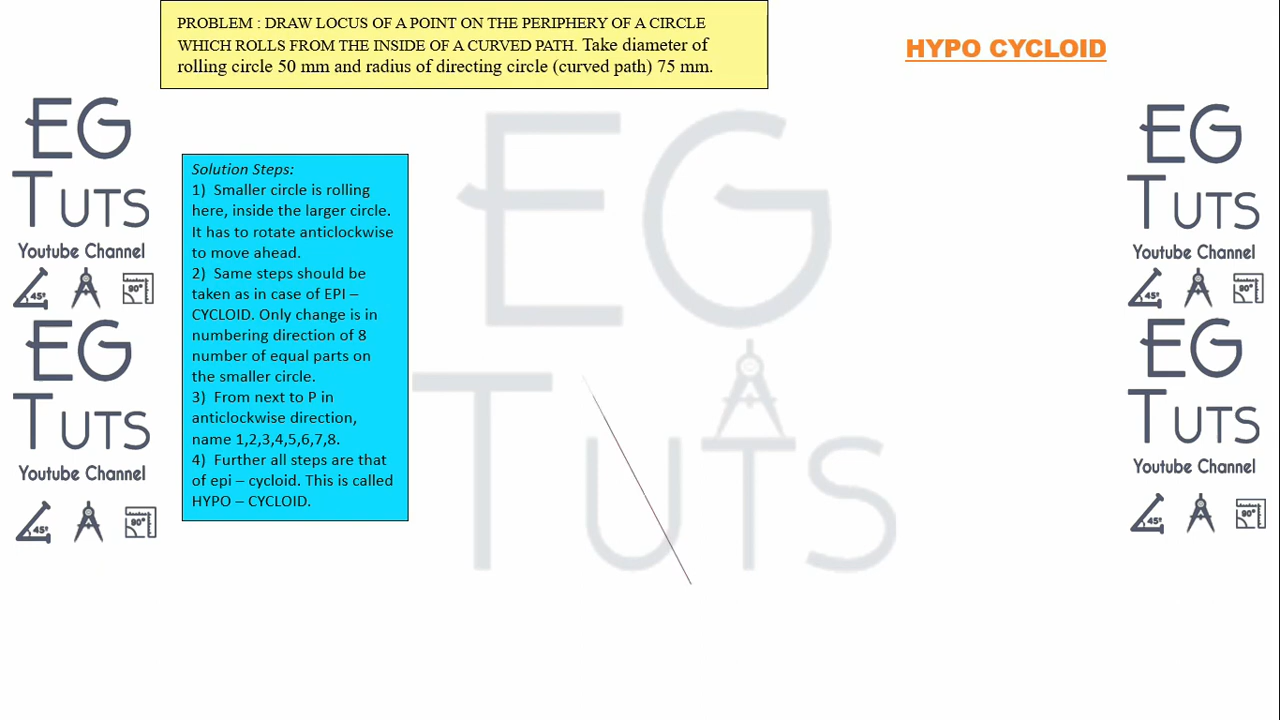 PROBLEM : DRAW LOCUS OF A POINT ON THE PERIPHERY OF A CIRCLE
WHICH ROLLS FROM THE INSIDE OF A CURVED PATH. Take diameter of
rolling circle 50 mm and radius of directing circle (curved path) 75 mm.
HYPO CYCLOID
EG
TUTS
Youtube Channel
45°
90°
EG
TUTS
Youtube Channel
45°
90°
Solution Steps:
1) Smaller circle is rolling
here, inside the larger circle.
It has to rotate anticlockwise
to move ahead.
2) Same steps should be
taken as in case of EPI –
CYCLOID. Only change is in
numbering direction of 8
number of equal parts on
the smaller circle.
3) From next to P in
anticlockwise direction,
name 1,2,3,4,5,6,7,8.
4) Further all steps are that
of epi – cycloid. This is called
HYPO – CYCLOID.
EG
TUTS
EG
TUTS
Youtube Channel
45°
90°
EG
TUTS
Youtube Channel
45°
90°